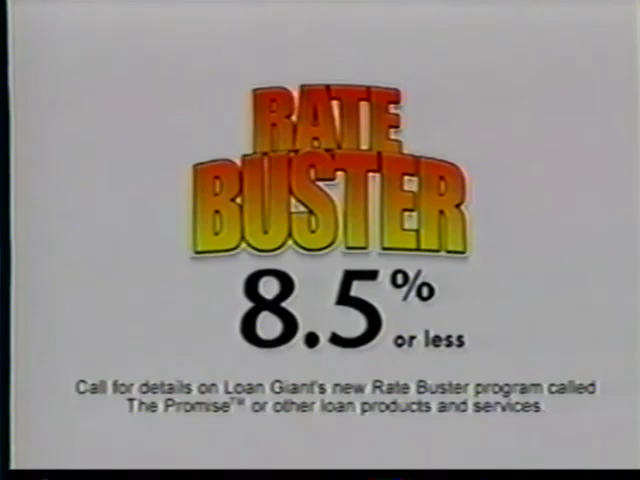 RATE
BUSTER
8.5%
or less
Call for details on Loan Giant's new Rate Buster program called
The Promise™ or other loan products and services.